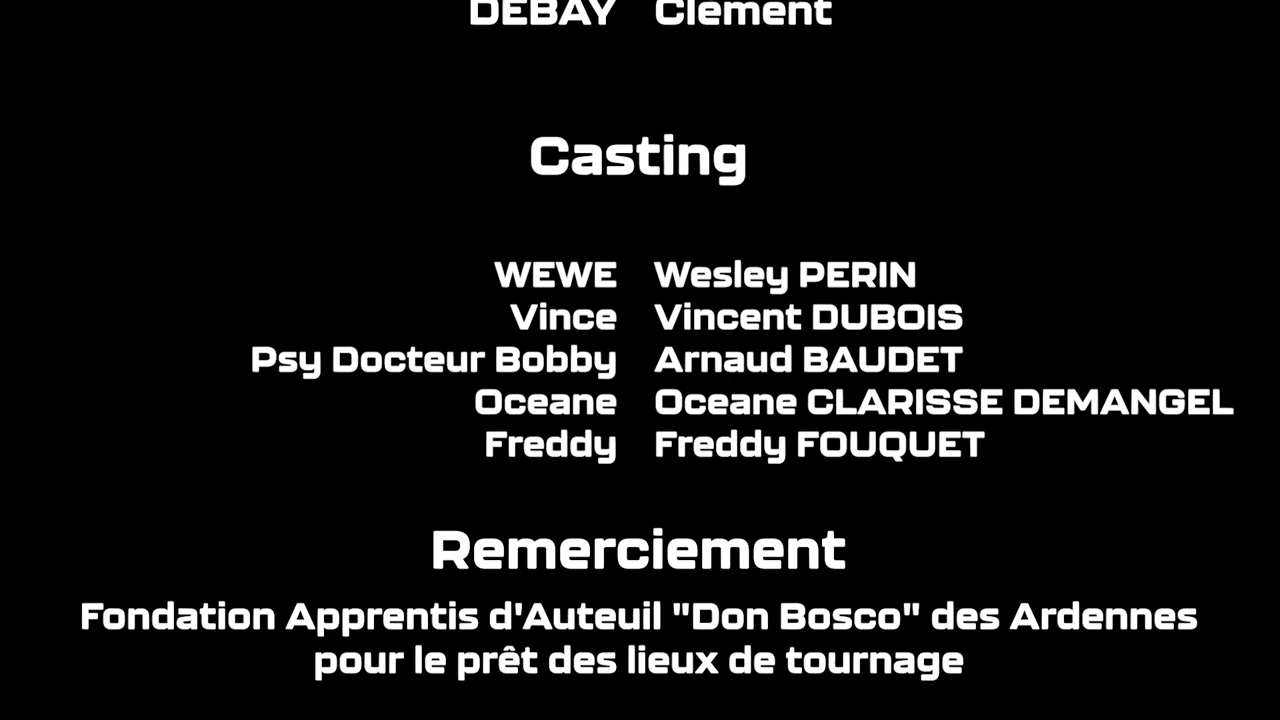 DEBAY Clement
Casting
WEWE Wesley PERIN
Vince Vincent DUBOIS
Psy Docteur Bobby Arnaud BAUDET
Oceane Oceane CLARISSE DEMANGEL
Freddy Freddy FOUQUET
Remerciement
Fondation Apprentis d'Auteuil "Don Bosco" des Ardennes
pour le prêt des lieux de tournage